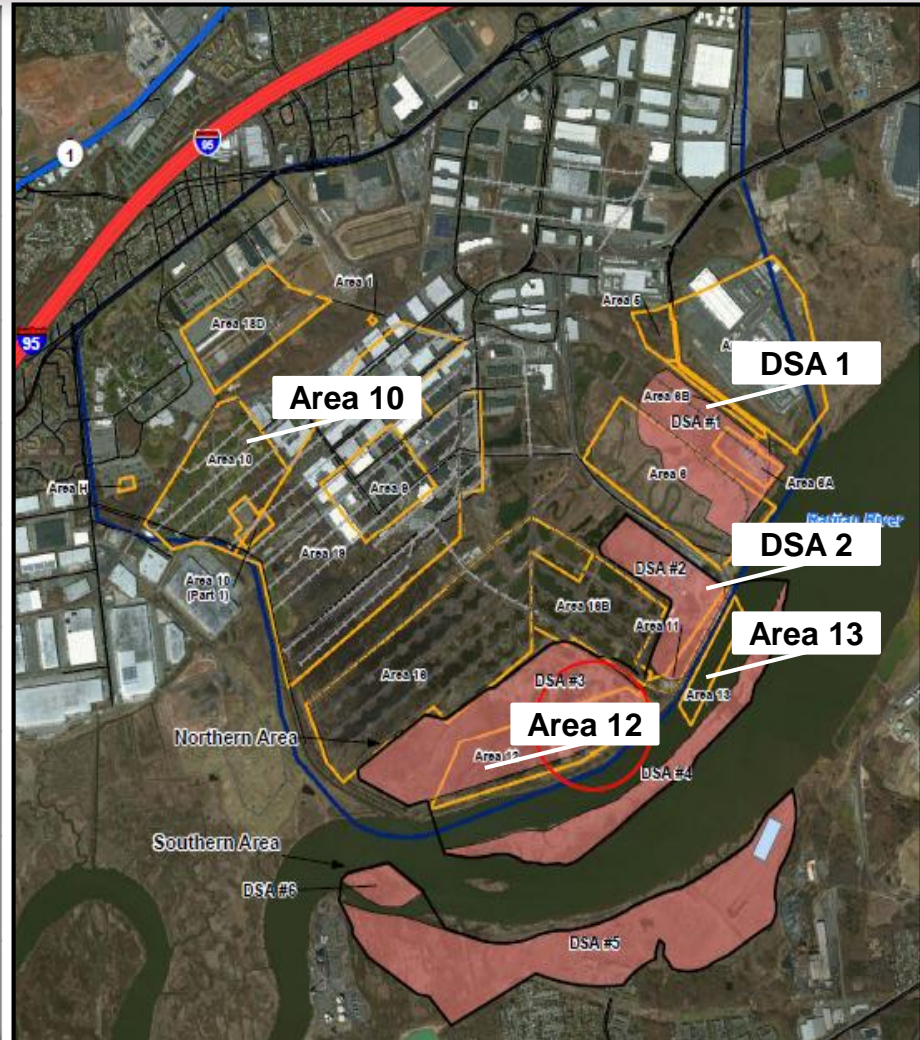 95
1
Area 1
Area 18D
Area 5
95
Area 10
DSA 1
Area 6B
DSA #1
Area 10
Area H
Area 9
Area 6
Area 6A
Raritan River
Area 19
DSA #2
DSA 2
Area 10
(Part 1)
Area 16B
Area 11
Area 13
Area 16
DSA #3
Area 13
Northern Area
Area 12
Area 12
DSA #4
Southern Area
DSA #6
DSA #5